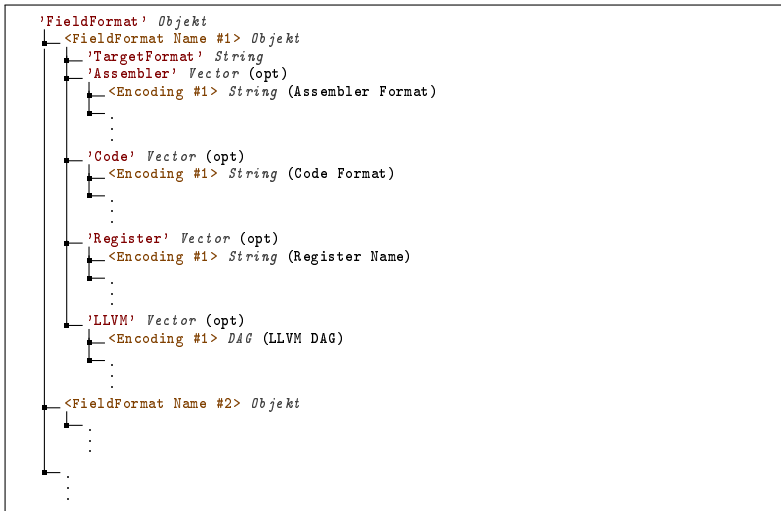 'FieldFormat' Objekt
<FieldFormat Name #1> Objekt
'TargetFormat' String
'Assembler' Vector (opt)
<Encoding #1> String (Assembler Format)
.
.
.
'Code' Vector (opt)
<Encoding #1> String (Code Format)
.
.
.
'Register' Vector (opt)
<Encoding #1> String (Register Name)
.
.
.
'LLVM' Vector (opt)
<Encoding #1> DAG (LLVM DAG)
.
.
.
<FieldFormat Name #2> Objekt
.
.
.
.
.
.